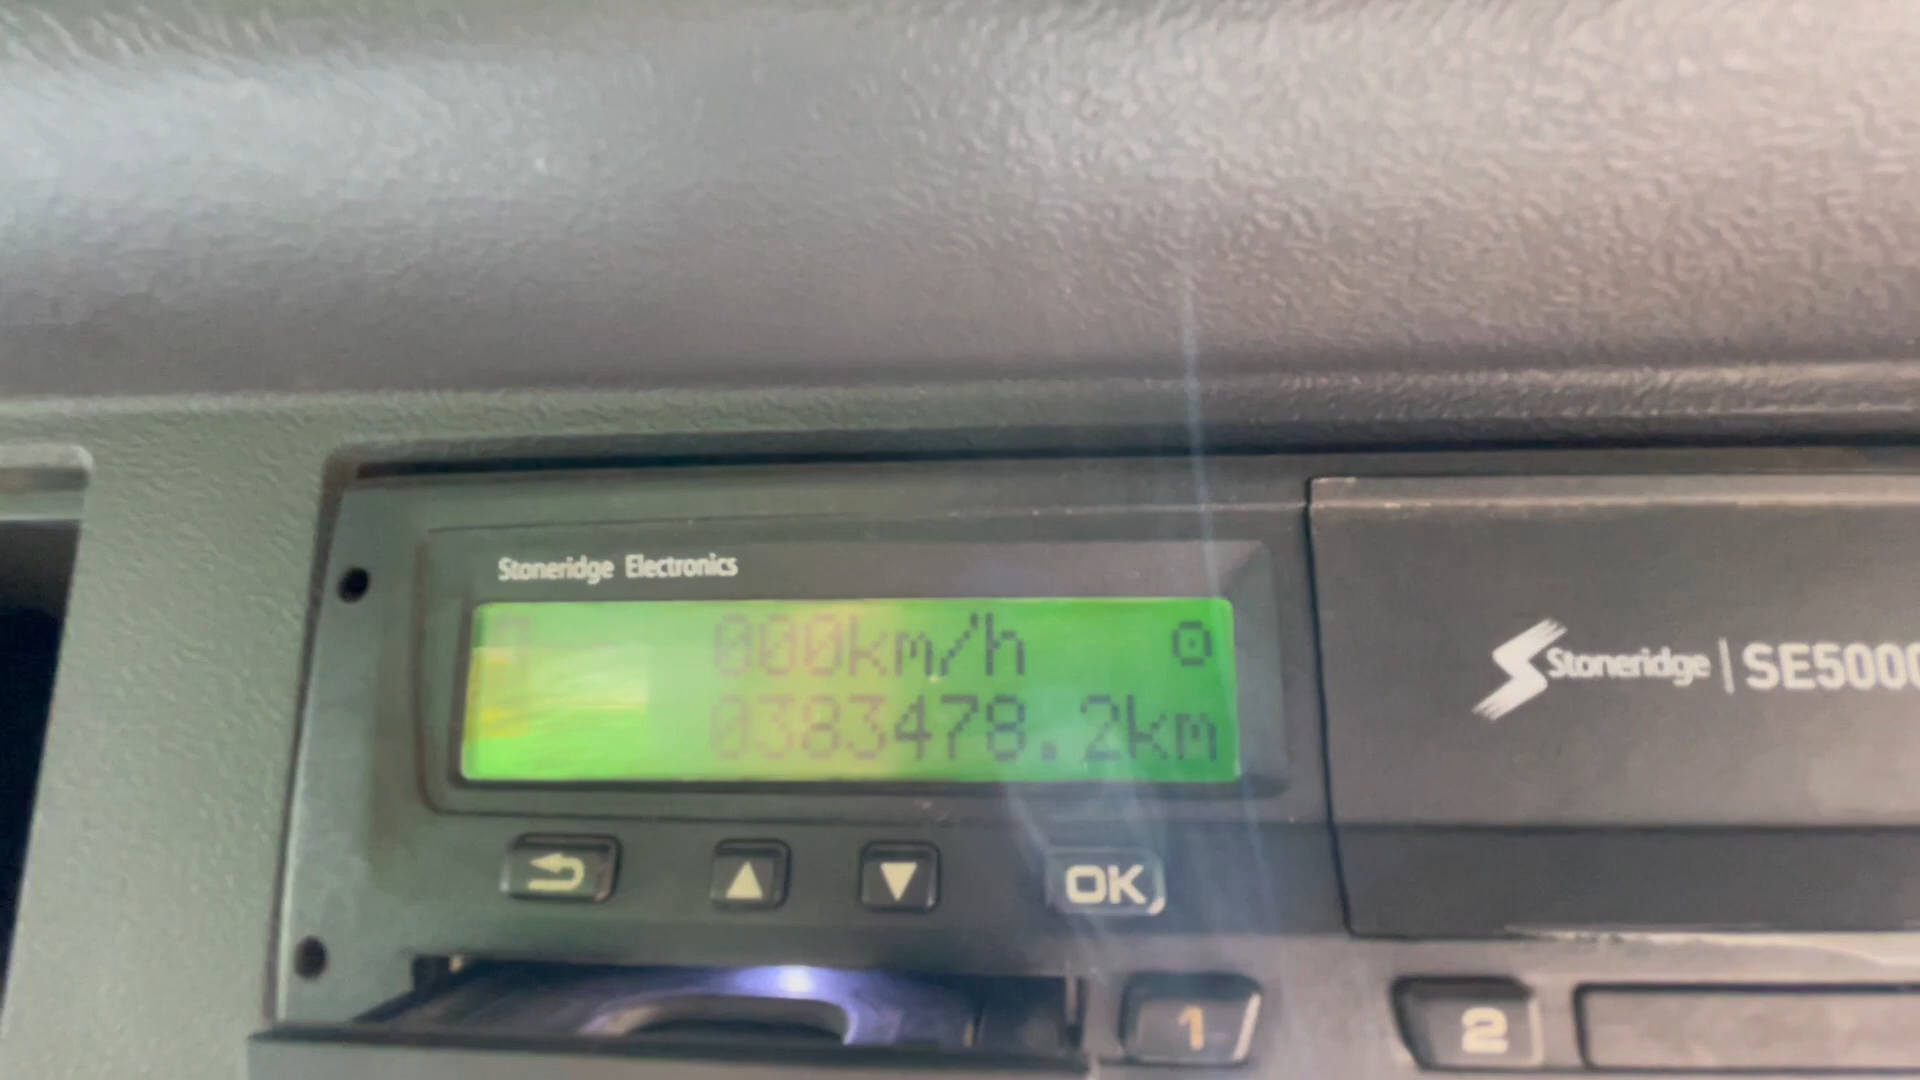 Stoneridge Electronics
000km/h
0383478.2km
Stoneridge | SE5000
OK
1
2